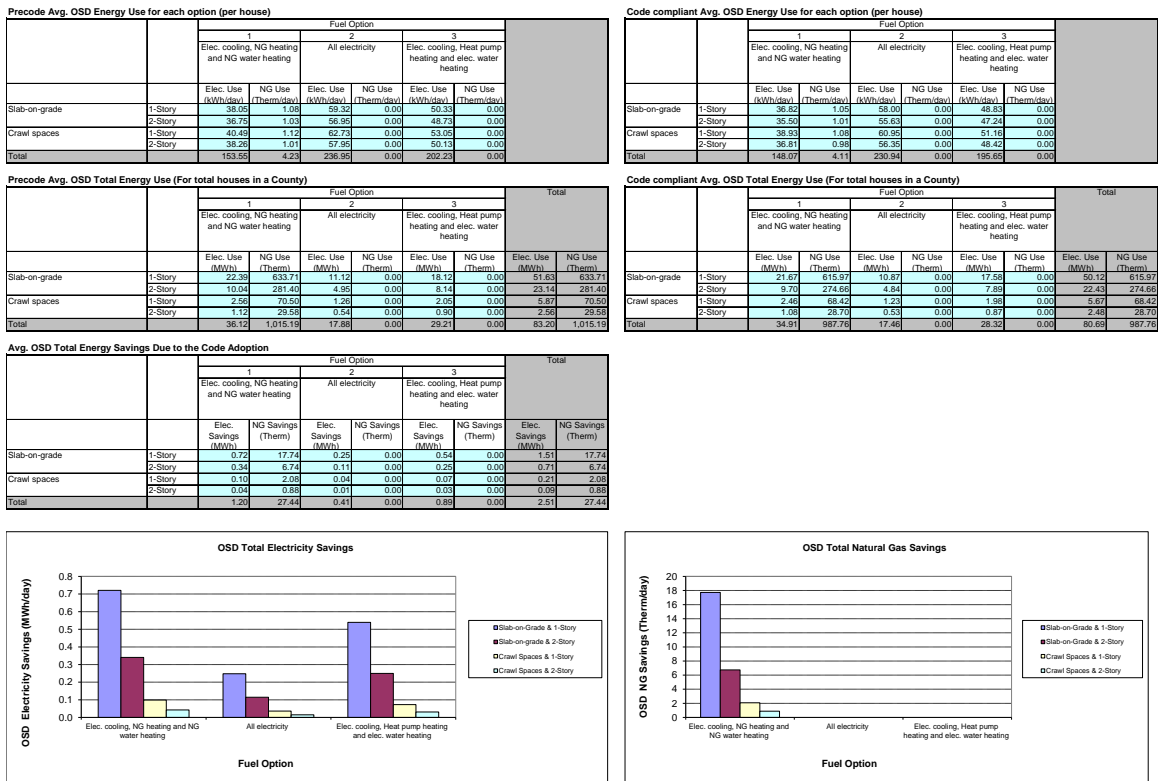 Precode Avg. OSD Energy Use for each option (per house)
Fuel Option
1 2 3
Elec. cooling, NG heating and NG water heating All electricity Elec. cooling, Heat pump heating and elec. water heating
Elec. Use (kWh/day) NG Use (Therm/day) Elec. Use (kWh/day) NG Use (Therm/day) Elec. Use (kWh/day) NG Use (Therm/day)
Slab-on-grade 1-Story 38.05 1.08 59.32 0.00 50.33 0.00
2-Story 36.75 1.03 56.95 0.00 48.73 0.00
Crawl spaces 1-Story 40.49 1.12 62.73 0.00 53.05 0.00
2-Story 38.26 1.01 57.95 0.00 50.13 0.00
Total 153.55 4.23 236.95 0.00 202.23 0.00
Code compliant Avg. OSD Energy Use for each option (per house)
Fuel Option
1 2 3
Elec. cooling, NG heating and NG water heating All electricity Elec. cooling, Heat pump heating and elec. water heating
Elec. Use (kWh/day) NG Use (Therm/day) Elec. Use (kWh/day) NG Use (Therm/day) Elec. Use (kWh/day) NG Use (Therm/day)
Slab-on-grade 1-Story 36.82 1.05 58.00 0.00 48.83 0.00
2-Story 35.50 1.01 55.63 0.00 47.24 0.00
Crawl spaces 1-Story 38.93 1.08 60.95 0.00 51.16 0.00
2-Story 36.81 0.98 56.35 0.00 48.42 0.00
Total 148.07 4.11 230.94 0.00 195.65 0.00
Precode Avg. OSD Total Energy Use (For total houses in a County)
Fuel Option Total
1 2 3
Elec. cooling, NG heating and NG water heating All electricity Elec. cooling, Heat pump heating and elec. water heating
Elec. Use (MWh) NG Use (Therm) Elec. Use (MWh) NG Use (Therm) Elec. Use (MWh) NG Use (Therm) Elec. Use (MWh) NG Use (Therm)
Slab-on-grade 1-Story 22.39 633.71 11.12 0.00 18.12 0.00 51.63 633.71
2-Story 10.04 281.40 4.95 0.00 8.14 0.00 23.14 281.40
Crawl spaces 1-Story 2.56 70.50 1.26 0.00 2.05 0.00 5.87 70.50
2-Story 1.12 29.58 0.54 0.00 0.90 0.00 2.56 29.58
Total 36.12 1,015.19 17.88 0.00 29.21 0.00 83.20 1,015.19
Code compliant Avg. OSD Total Energy Use (For total houses in a County)
Fuel Option Total
1 2 3
Elec. cooling, NG heating and NG water heating All electricity Elec. cooling, Heat pump heating and elec. water heating
Elec. Use (MWh) NG Use (Therm) Elec. Use (MWh) NG Use (Therm) Elec. Use (MWh) NG Use (Therm) Elec. Use (MWh) NG Use (Therm)
Slab-on-grade 1-Story 21.67 615.97 10.87 0.00 17.58 0.00 50.12 615.97
2-Story 9.70 274.66 4.84 0.00 7.89 0.00 22.43 274.66
Crawl spaces 1-Story 2.46 68.42 1.23 0.00 1.98 0.00 5.67 68.42
2-Story 1.08 28.70 0.53 0.00 0.87 0.00 2.48 28.70
Total 34.91 987.76 17.46 0.00 28.32 0.00 80.69 987.76
Avg. OSD Total Energy Savings Due to the Code Adoption
Fuel Option Total
1 2 3
Elec. cooling, NG heating and NG water heating All electricity Elec. cooling, Heat pump heating and elec. water heating
Elec. Savings (MWh) NG Savings (Therm) Elec. Savings (MWh) NG Savings (Therm) Elec. Savings (MWh) NG Savings (Therm) Elec. Savings (MWh) NG Savings (Therm)
Slab-on-grade 1-Story 0.72 17.74 0.25 0.00 0.54 0.00 1.51 17.74
2-Story 0.34 6.74 0.11 0.00 0.25 0.00 0.71 6.74
Crawl spaces 1-Story 0.10 2.08 0.04 0.00 0.07 0.00 0.21 2.08
2-Story 0.04 0.88 0.01 0.00 0.03 0.00 0.09 0.88
Total 1.20 27.44 0.41 0.00 0.89 0.00 2.51 27.44
OSD Total Electricity Savings
OSD Electricity Savings (MWh/day)
0.8
0.7
0.6
0.5
0.4
0.3
0.2
0.1
0.0
Elec. cooling, NG heating and NG water heating
All electricity
Elec. cooling, Heat pump heating and elec. water heating
Fuel Option
Slab-on-Grade & 1-Story
Slab-on-grade & 2-Story
Crawl Spaces & 1-Story
Crawl Spaces & 2-Story
OSD Total Natural Gas Savings
OSD NG Savings (Therm/day)
20
18
16
14
12
10
8
6
4
2
0
Elec. cooling, NG heating and NG water heating
All electricity
Elec. cooling, Heat pump heating and elec. water heating
Fuel Option
Slab-on-Grade & 1-Story
Slab-on-Grade & 2-Story
Crawl Spaces & 1-Story
Crawl Spaces & 2-Story